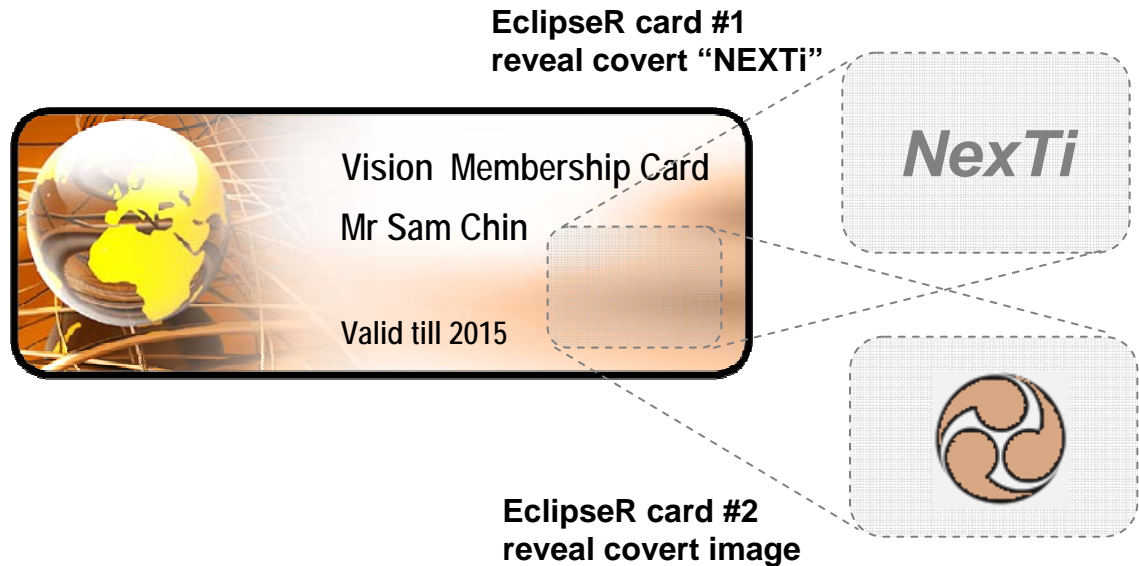 EclipseR card #1
reveal covert “NEXTi”
NexTi
Vision Membership Card
Mr Sam Chin
Valid till 2015
EclipseR card #2
reveal covert image